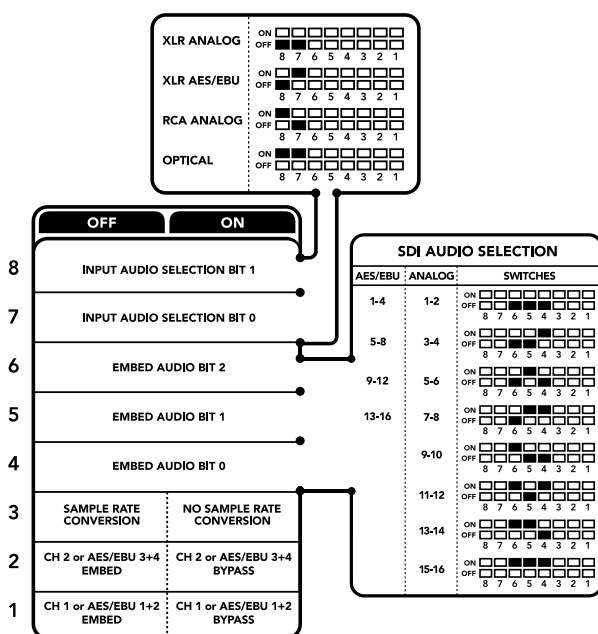 XLR ANALOG
ON
OFF
8 7 6 5 4 3 2 1
XLR AES/EBU
ON
OFF
8 7 6 5 4 3 2 1
RCA ANALOG
ON
OFF
8 7 6 5 4 3 2 1
OPTICAL
ON
OFF
8 7 6 5 4 3 2 1
OFF ON
8 INPUT AUDIO SELECTION BIT 1
7 INPUT AUDIO SELECTION BIT 0
6 EMBED AUDIO BIT 2
5 EMBED AUDIO BIT 1
4 EMBED AUDIO BIT 0
3
SAMPLE RATE
CONVERSION
NO SAMPLE RATE
CONVERSION
2
CH 2 or AES/EBU 3+4
EMBED
CH 2 or AES/EBU 3+4
BYPASS
1
CH 1 or AES/EBU 1+2
EMBED
CH 1 or AES/EBU 1+2
BYPASS
SDI AUDIO SELECTION
AES/EBU ANALOG SWITCHES
1-4 1-2
ON
OFF
8 7 6 5 4 3 2 1
5-8 3-4
ON
OFF
8 7 6 5 4 3 2 1
9-12 5-6
ON
OFF
8 7 6 5 4 3 2 1
13-16 7-8
ON
OFF
8 7 6 5 4 3 2 1
9-10
ON
OFF
8 7 6 5 4 3 2 1
11-12
ON
OFF
8 7 6 5 4 3 2 1
13-14
ON
OFF
8 7 6 5 4 3 2 1
15-16
ON
OFF
8 7 6 5 4 3 2 1